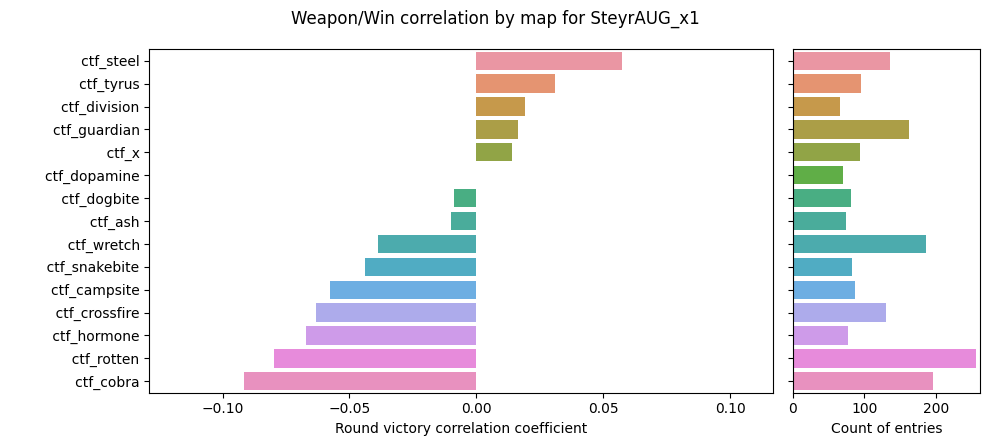 Weapon/Win correlation by map for SteyrAUG_x1
ctf_steel
ctf_tyrus
ctf_division
ctf_guardian
ctf_x
ctf_dopamine
ctf_dogbite
ctf_ash
ctf_wretch
ctf_snakebite
ctf_campsite
ctf_crossfire
ctf_hormone
ctf_rotten
ctf_cobra
−0.10 −0.05 0.00 0.05 0.10
Round victory correlation coefficient
0 100 200
Count of entries